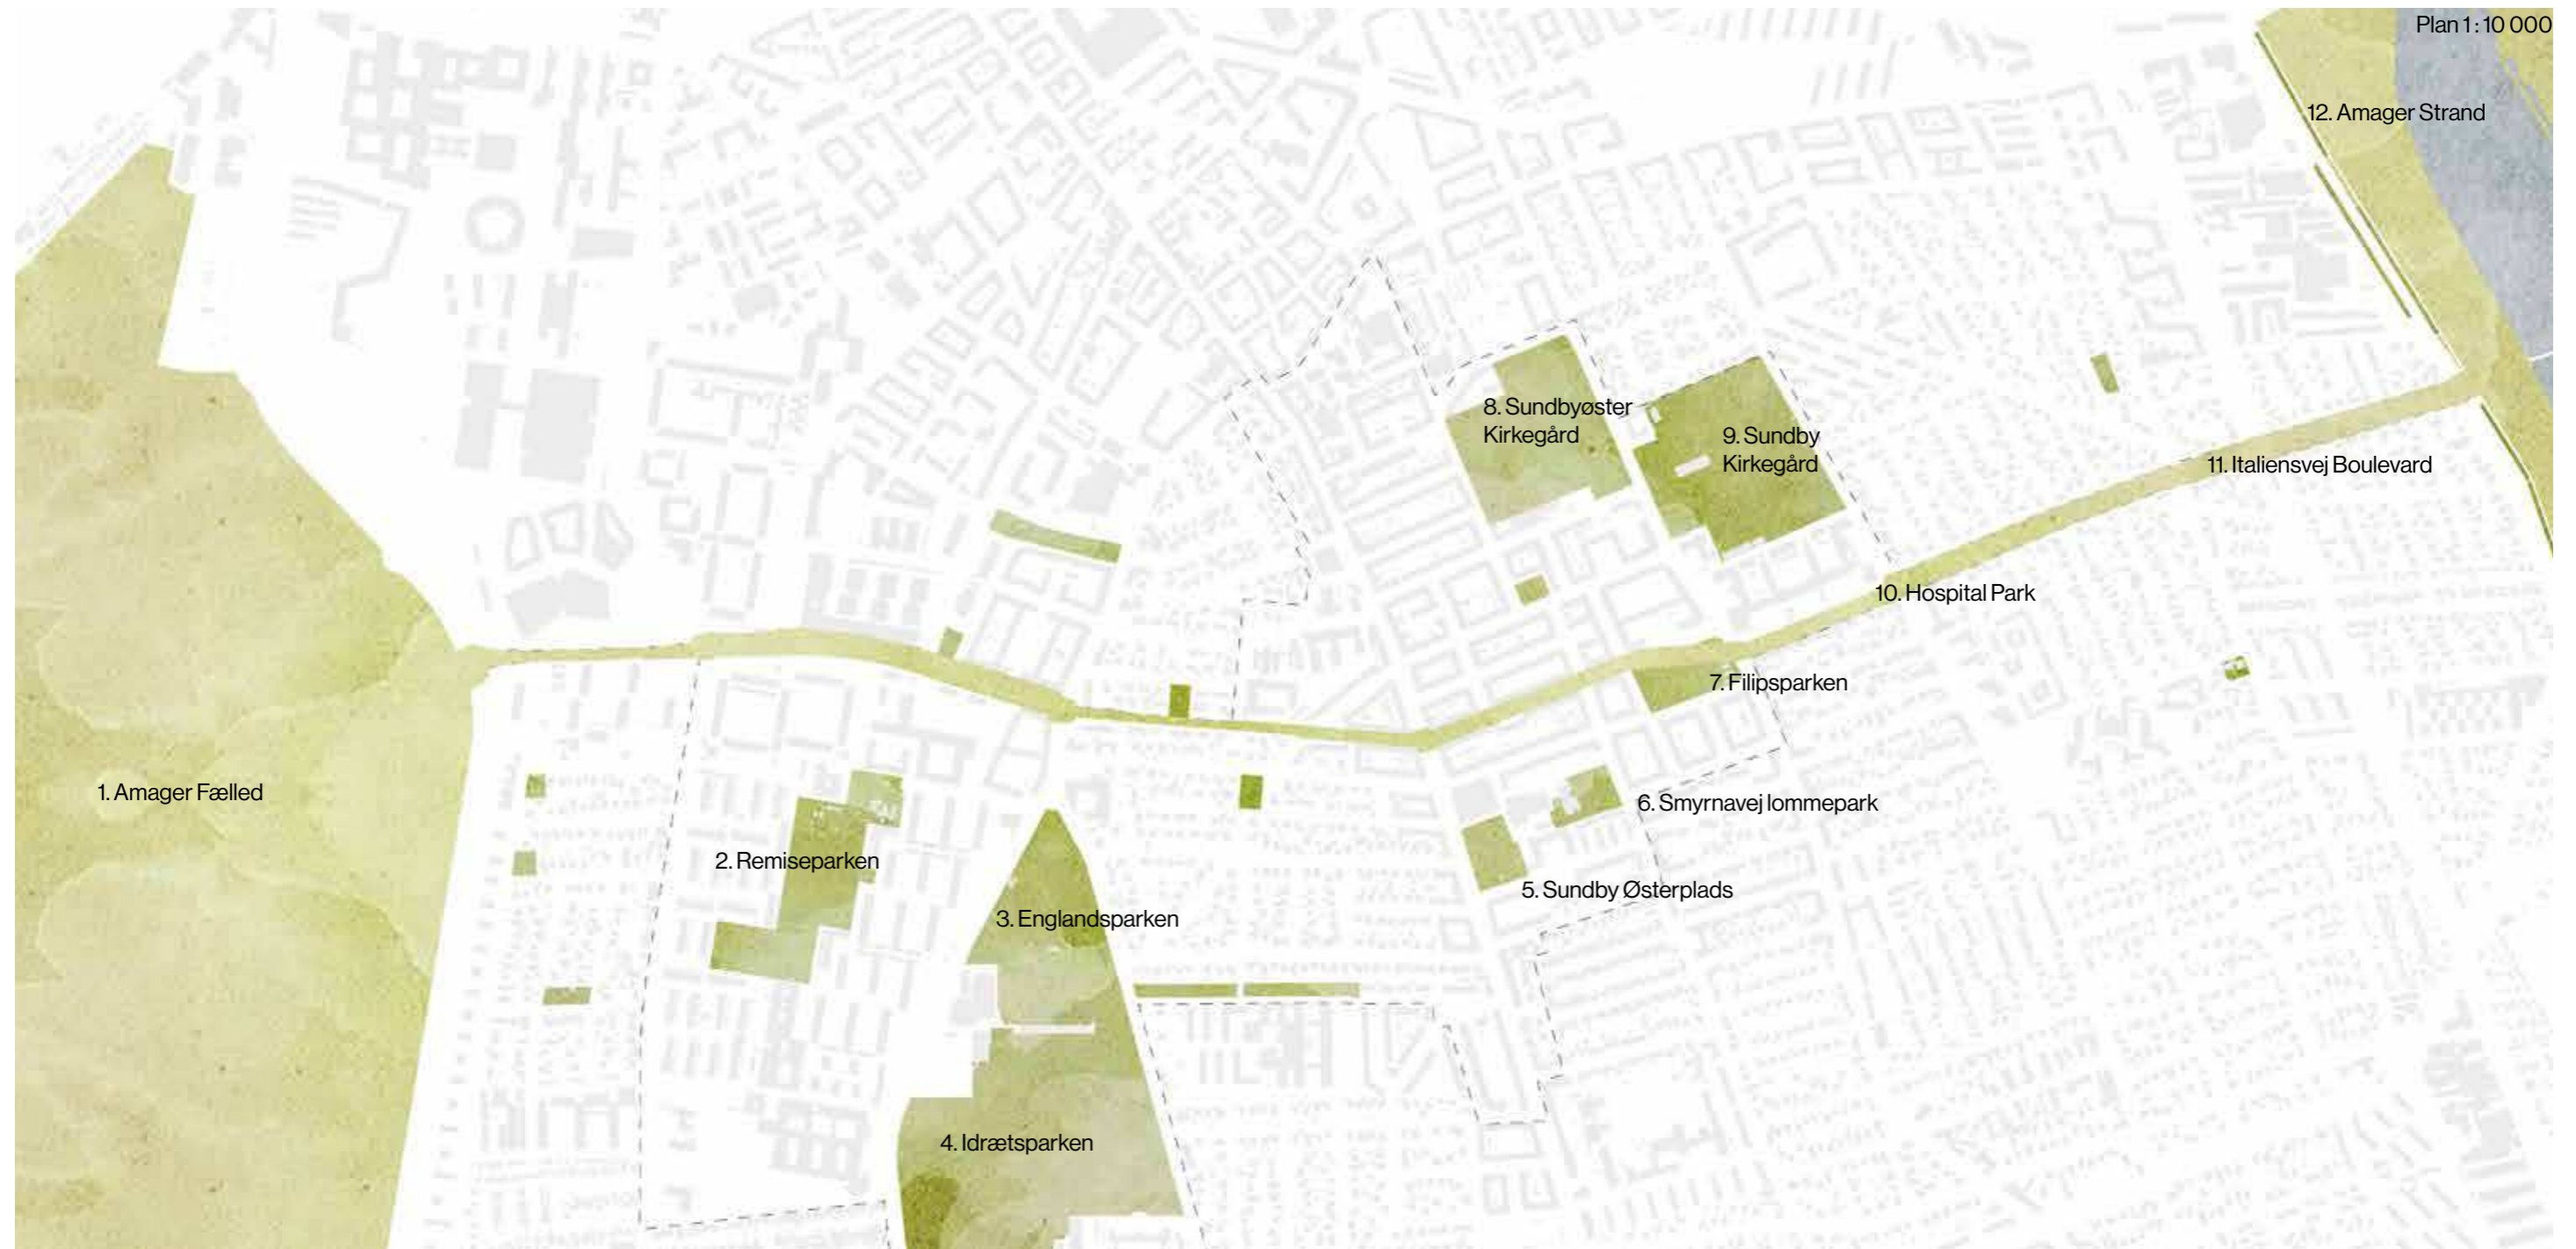 Plan 1 : 10 000
12. Amager Strand
8. Sundbyøster
Kirkegård
9. Sundby
Kirkegård
11. Italiensvej Boulevard
10. Hospital Park
7. Filipsparken
1. Amager Fælled
6. Smyrnavej lommepark
2. Remiseparken
5. Sundby Østerplads
3. Englandsparken
4. Idrætsparken